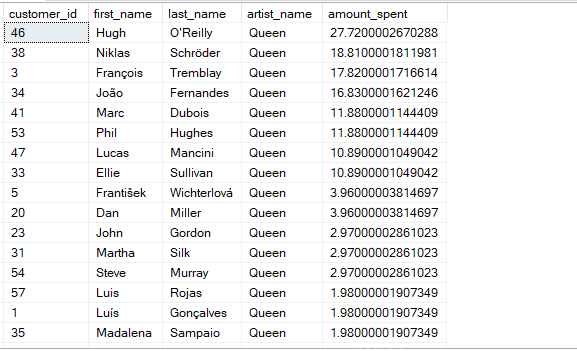 customer_id first_name last_name artist_name amount_spent
46 Hugh O'Reilly Queen 27.7200002670288
38 Niklas Schröder Queen 18.8100001811981
3 François Tremblay Queen 17.8200001716614
34 João Fernandes Queen 16.8300001621246
41 Marc Dubois Queen 11.8800001144409
53 Phil Hughes Queen 11.8800001144409
47 Lucas Mancini Queen 10.8900001049042
33 Ellie Sullivan Queen 10.8900001049042
5 František Wichterlová Queen 3.96000003814697
20 Dan Miller Queen 3.96000003814697
23 John Gordon Queen 2.97000002861023
31 Martha Silk Queen 2.97000002861023
54 Steve Murray Queen 2.97000002861023
57 Luis Rojas Queen 1.98000001907349
1 Luís Gonçalves Queen 1.98000001907349
35 Madalena Sampaio Queen 1.98000001907349